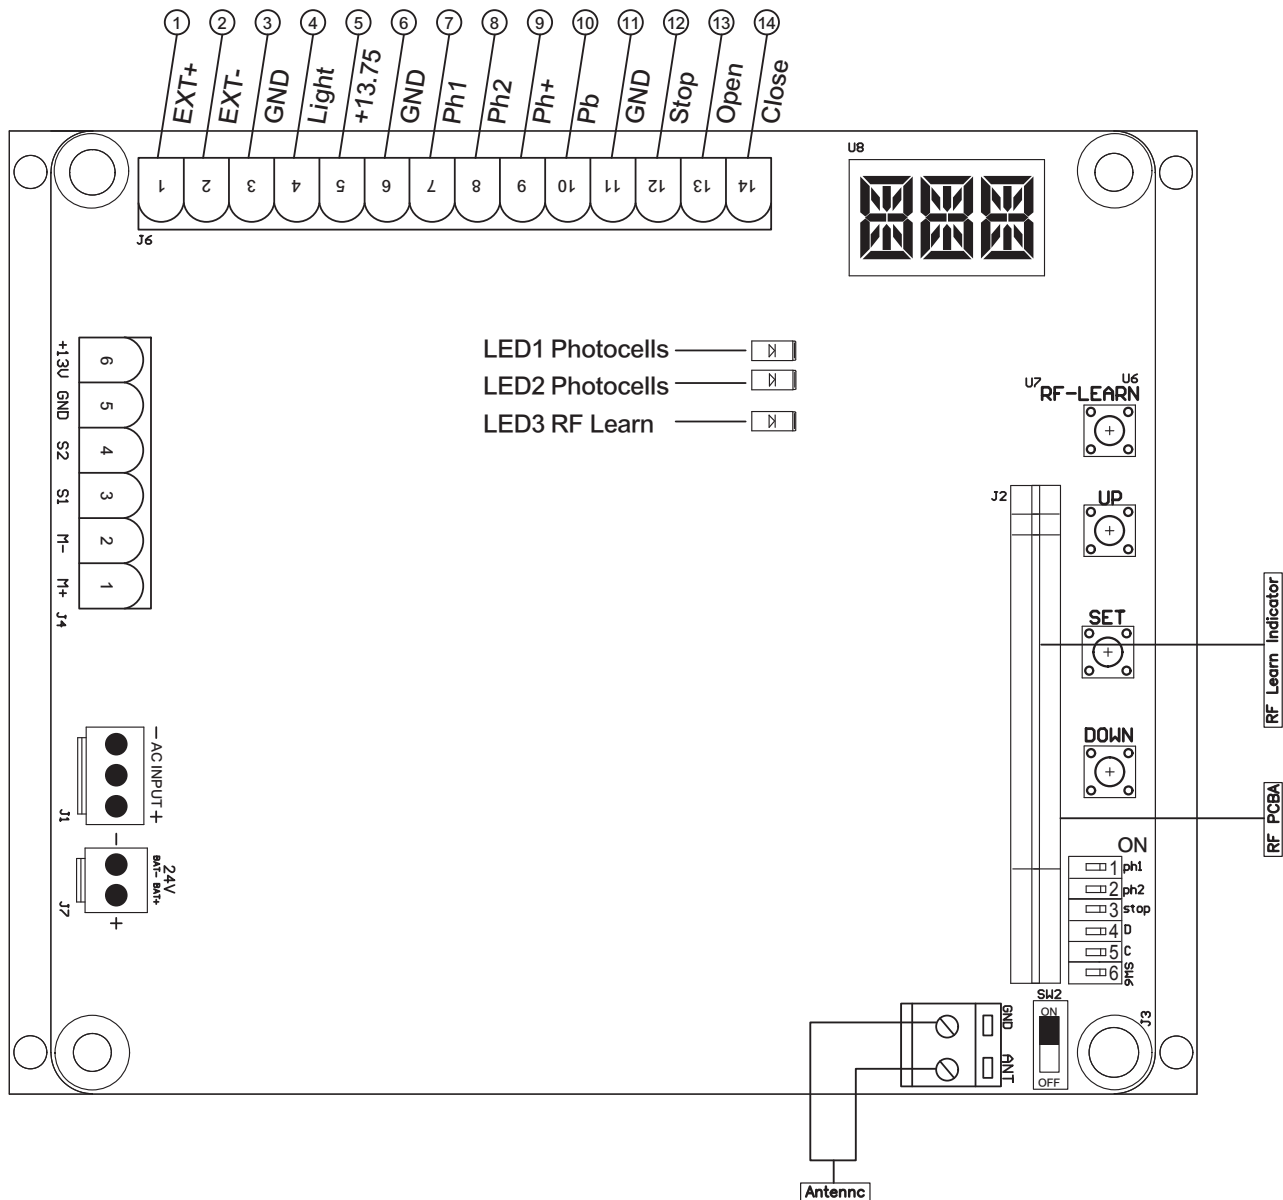 1 2 3 4 5 6 7 8 9 10 11 12 13 14
EXT+
EXT-
GND
Light
+13.75
GND
Ph1
Ph2
Ph+
Pb
GND
Stop
Open
Close
1 2 3 4 5 6 7 8 9 10 11 12 13 14
J6
U8
+13V 6
GND 5
S2 4
S1 3
M- 2
M+ 1
J4
LED1 Photocells
LED2 Photocells
LED3 RF Learn
U7 U6
RF-LEARN
J2
UP
SET
DOWN
RF Learn Indicator
RF PCBA
- AC INPUT +
J1
-
24V
BAT- BAT+
J7
+
ON
1 ph1
2 ph2
3 stop
4 D
5 C
6
SW6
SW2
ON
OFF
J3
GND
ANT
Antennc